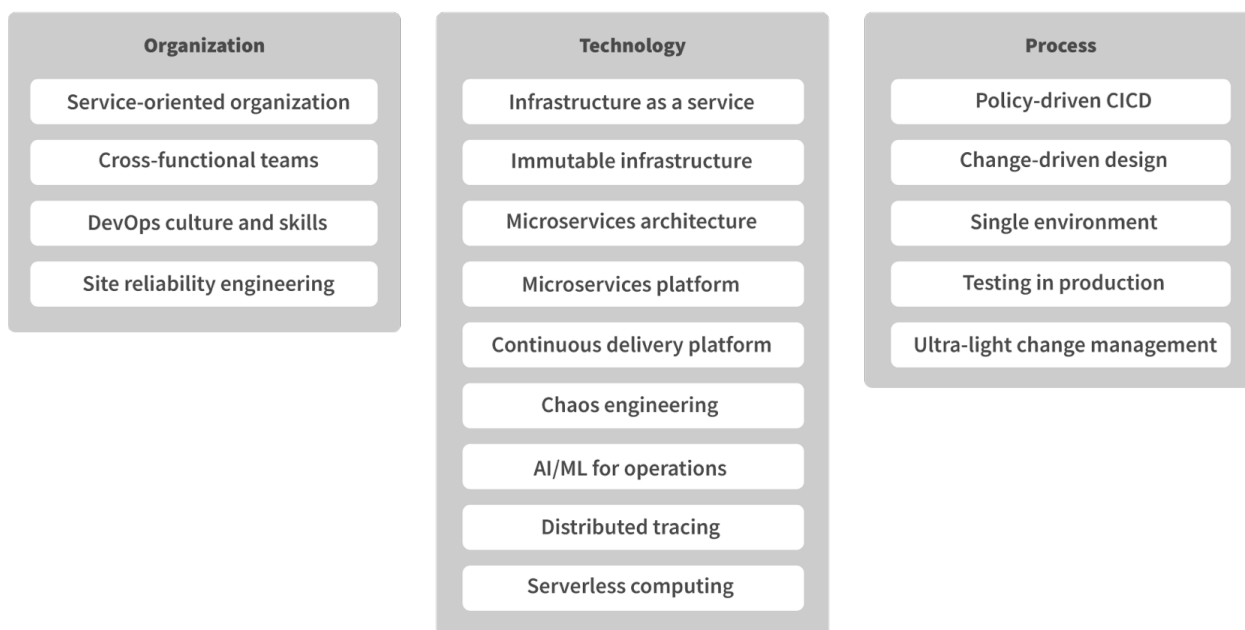 Organization
Service-oriented organization
Cross-functional teams
DevOps culture and skills
Site reliability engineering
Technology
Infrastructure as a service
Immutable infrastructure
Microservices architecture
Microservices platform
Continuous delivery platform
Chaos engineering
AI/ML for operations
Distributed tracing
Serverless computing
Process
Policy-driven CICD
Change-driven design
Single environment
Testing in production
Ultra-light change management